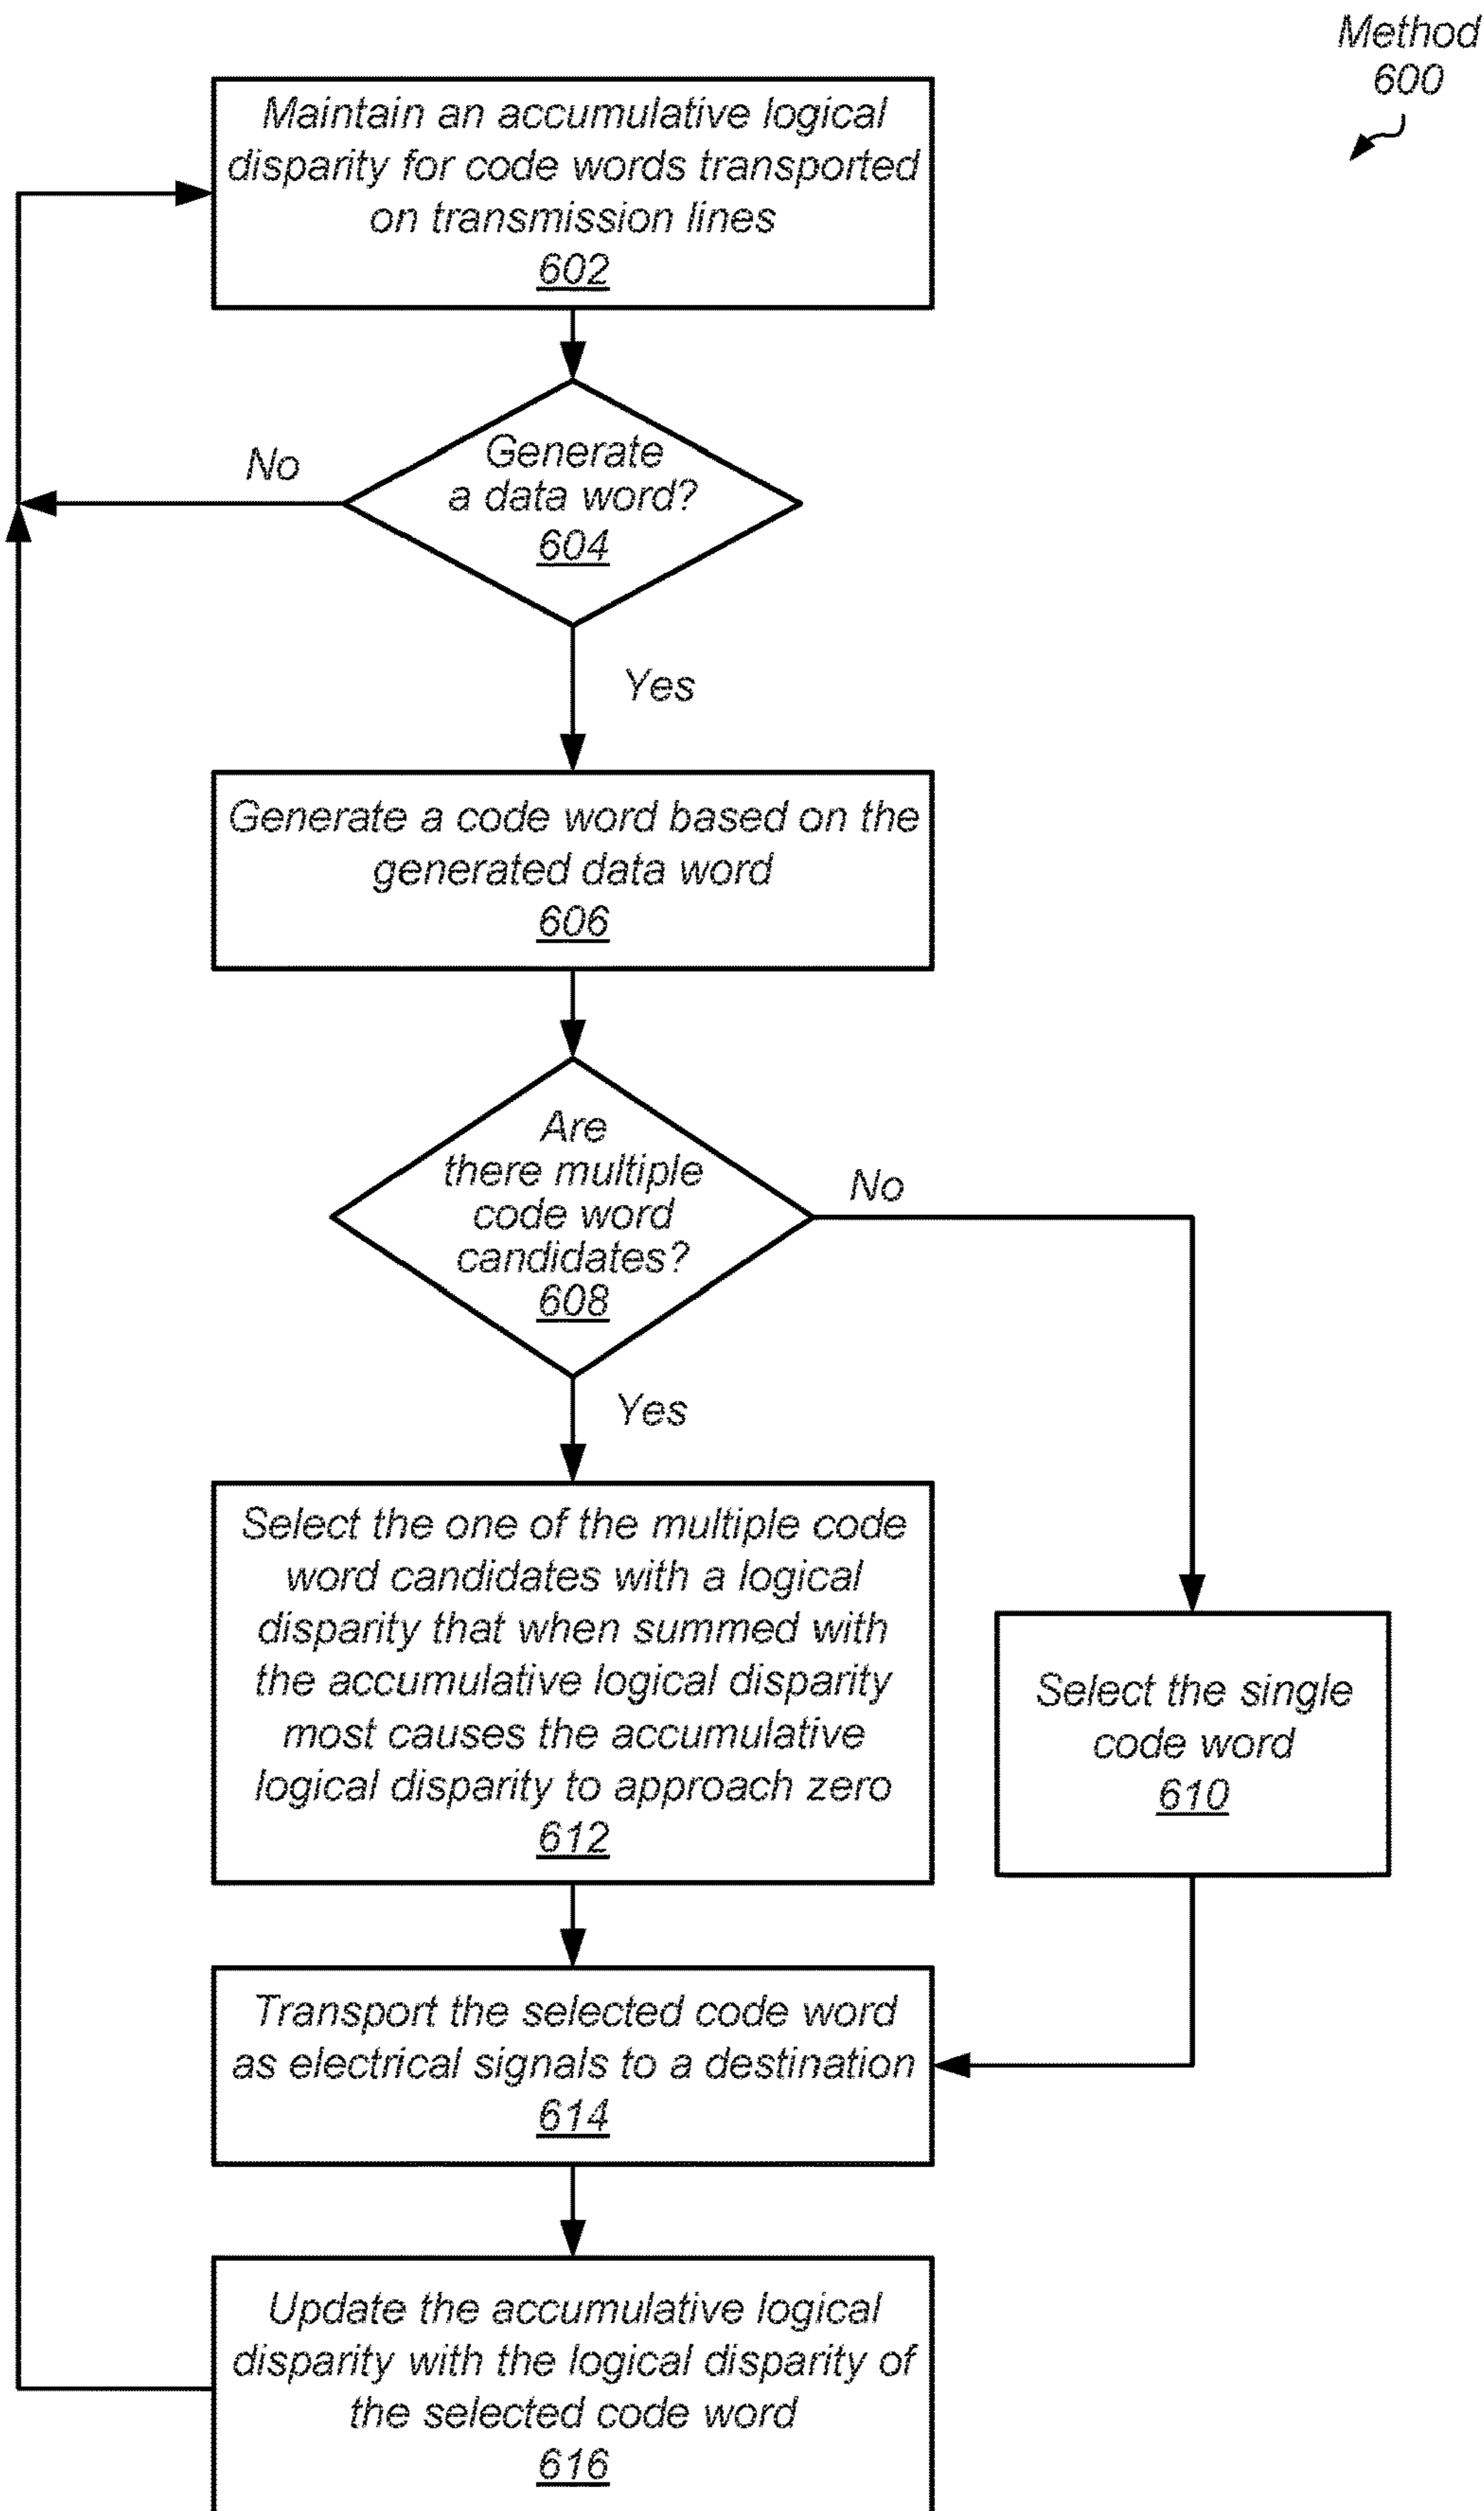 Method
600
Maintain an accumulative logical
disparity for code words transported
on transmission lines
602
Generate
a data word?
604
No
Yes
Generate a code word based on the
generated data word
606
Are
there multiple
code word
candidates?
608
No
Yes
Select the one of the multiple code
word candidates with a logical
disparity that when summed with
the accumulative logical disparity
most causes the accumulative
logical disparity to approach zero
612
Select the single
code word
610
Transport the selected code word
as electrical signals to a destination
614
Update the accumulative logical
disparity with the logical disparity of
the selected code word
616